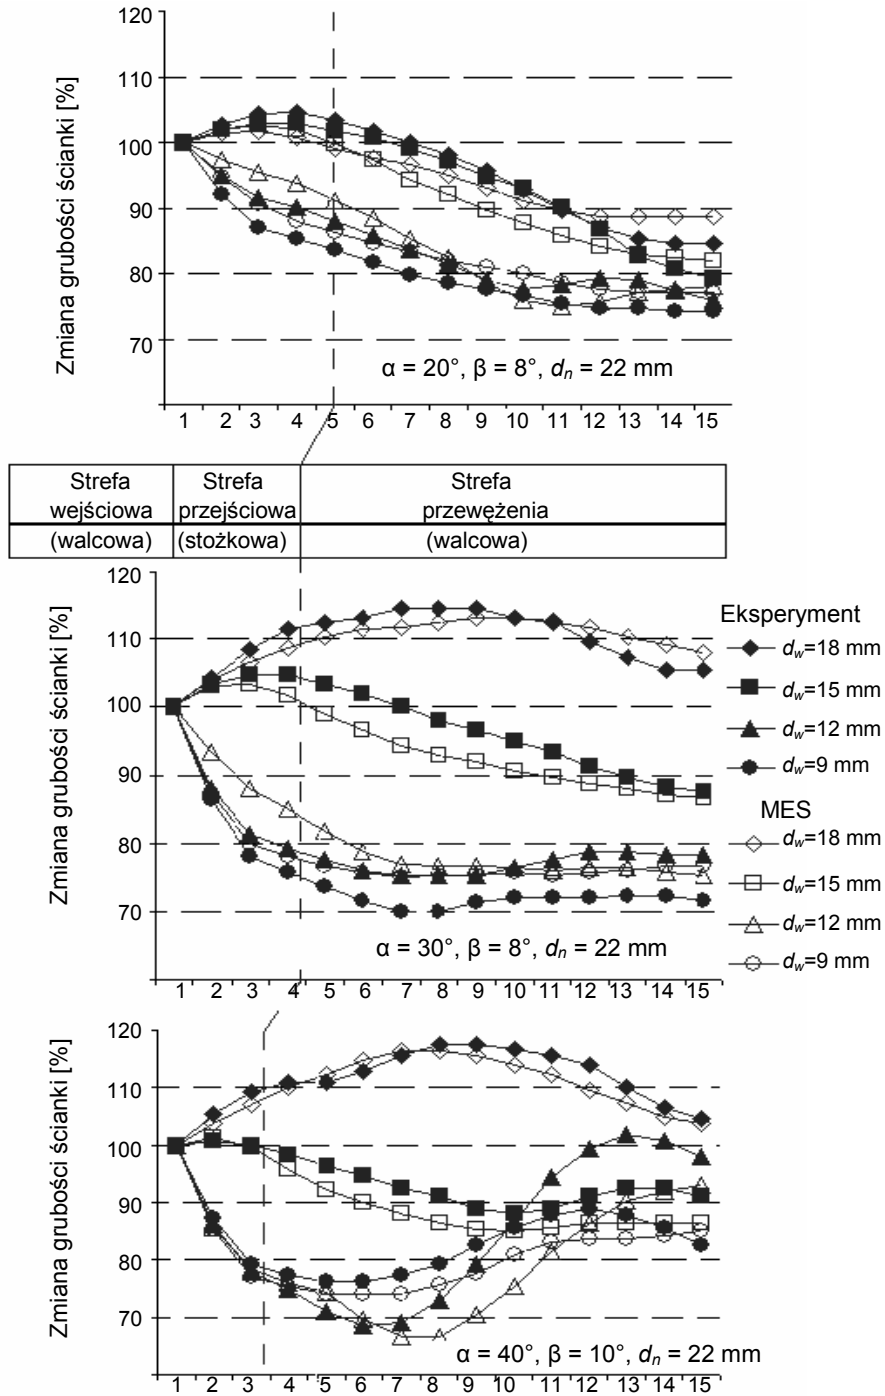 Zmiana grubości ścianki [%]
120
110
100
90
80
70
α = 20°, β = 8°, dn = 22 mm
1 2 3 4 5 6 7 8 9 10 11 12 13 14 15
Strefa wejściowa (walcowa)
Strefa przejściowa (stożkowa)
Strefa przewężenia (walcowa)
Zmiana grubości ścianki [%]
120
110
100
90
80
70
α = 30°, β = 8°, dn = 22 mm
1 2 3 4 5 6 7 8 9 10 11 12 13 14 15
Eksperyment
dw=18 mm
dw=15 mm
dw=12 mm
dw=9 mm
MES
dw=18 mm
dw=15 mm
dw=12 mm
dw=9 mm
Zmiana grubości ścianki [%]
120
110
100
90
80
70
α = 40°, β = 10°, dn = 22 mm
1 2 3 4 5 6 7 8 9 10 11 12 13 14 15